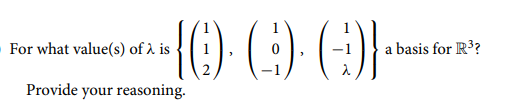 For what value(s) of λ is {(1 1 2), (1 0 −1), (1 −1 λ)} a basis for ℝ³?
Provide your reasoning.